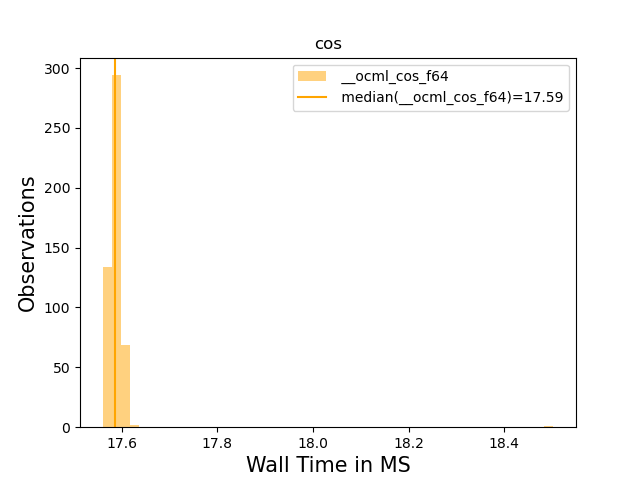 cos
__ocml_cos_f64
median(__ocml_cos_f64)=17.59
Observations
300
250
200
150
100
50
0
17.6 17.8 18.0 18.2 18.4
Wall Time in MS